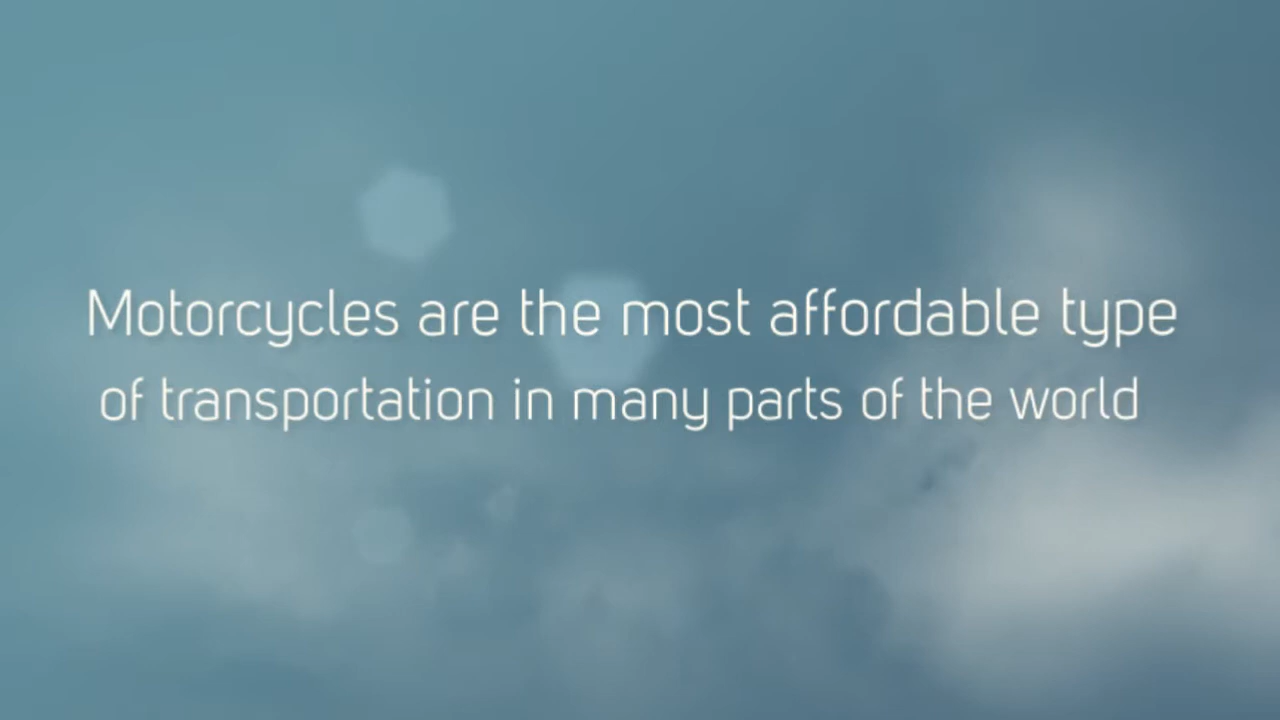 Motorcycles are the most affordable type
of transportation in many parts of the world